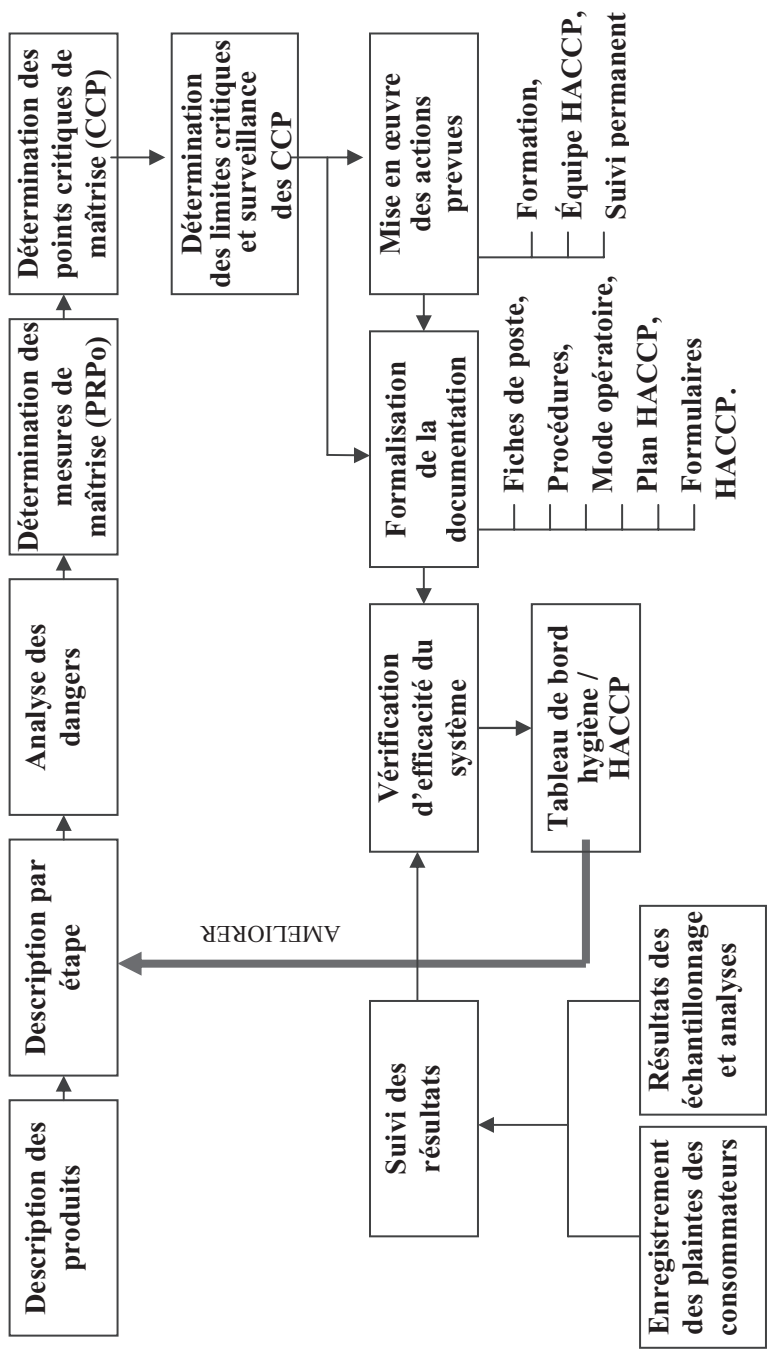 Description des
produits
Description par
étape
Analyse des
dangers
Détermination des
mesures de
maîtrise (PRPo)
Détermination des
points critiques de
maîtrise (CCP)
Détermination
des limites critiques
et surveillance
des CCP
AMELIORER
Suivi des
résultats
Vérification
d'efficacité du
système
Formalisation
de la
documentation
Mise en œuvre
des actions
prévues
Enregistrement
des plaintes des
consommateurs
Résultats des
échantillonnage
et analyses
Tableau de bord
hygiène /
HACCP
Fiches de poste,
Procédures,
Mode opératoire,
Plan HACCP,
Formulaires
HACCP.
Formation,
Équipe HACCP,
Suivi permanent